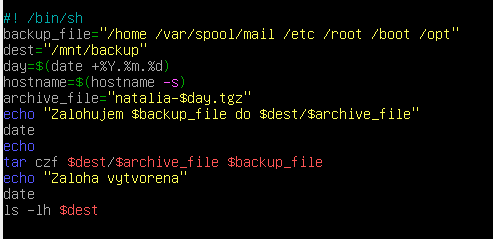 #! /bin/sh
backup_file="/home /var/spool/mail /etc /root /boot /opt"
dest="/mnt/backup"
day=$(date +%Y.%m.%d)
hostname=$(hostname -s)
archive_file="natalia-$day.tgz"
echo "Zalohujem $backup_file do $dest/$archive_file"
date
echo
tar czf $dest/$archive_file $backup_file
echo "Zaloha vytvorena"
date
ls -lh $dest